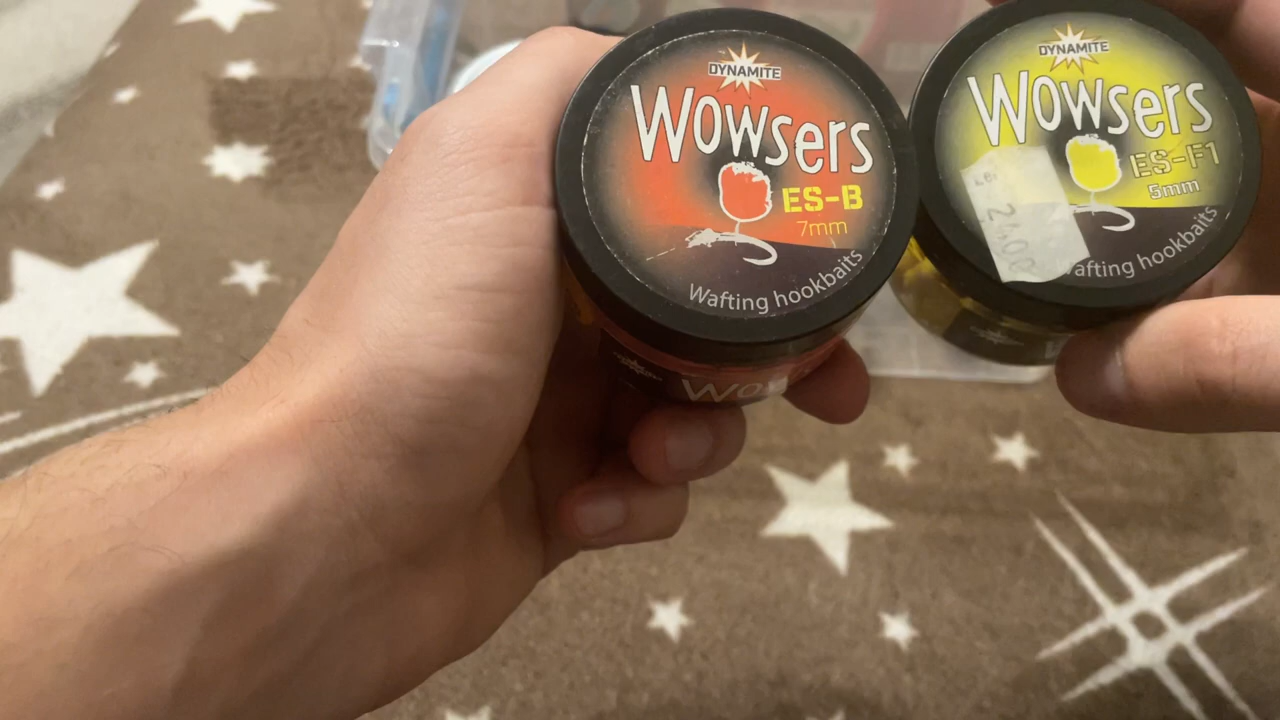 DYNAMITE
Wowsers
ES-B
7mm
Wafting hookbaits
DYNAMITE
Wowsers
ES-F1
5mm
Wafting hookbaits